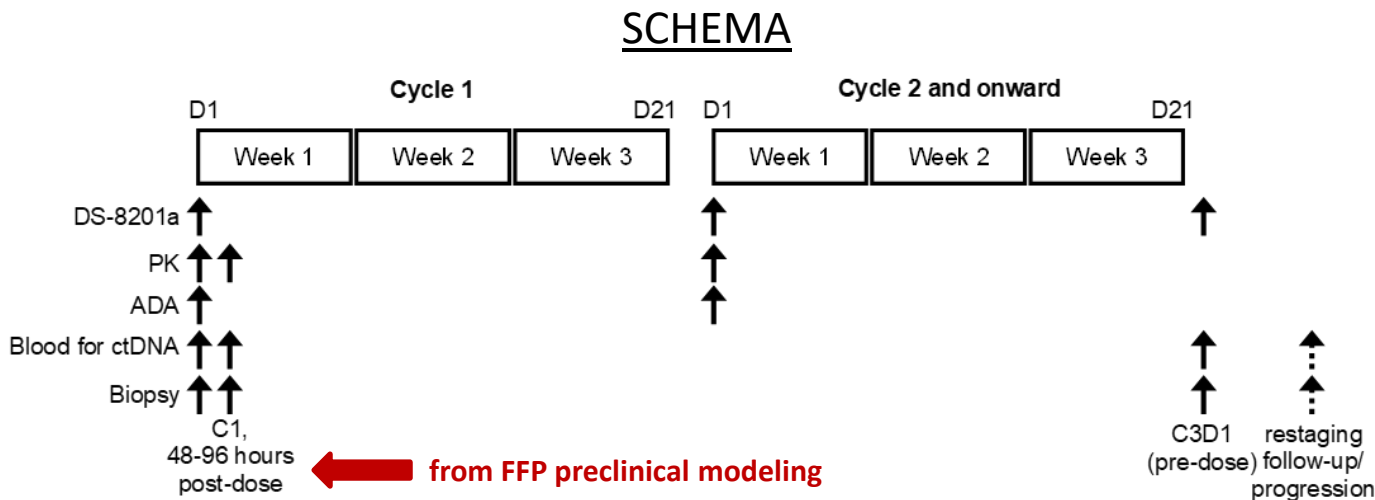 SCHEMA
Cycle 1
Cycle 2 and onward
D1
D21
D1
D21
Week 1
Week 2
Week 3
Week 1
Week 2
Week 3
DS-8201a
PK
ADA
Blood for ctDNA
Biopsy
C1,
48-96 hours
post-dose
from FFP preclinical modeling
C3D1
(pre-dose)
restaging
follow-up/
progression